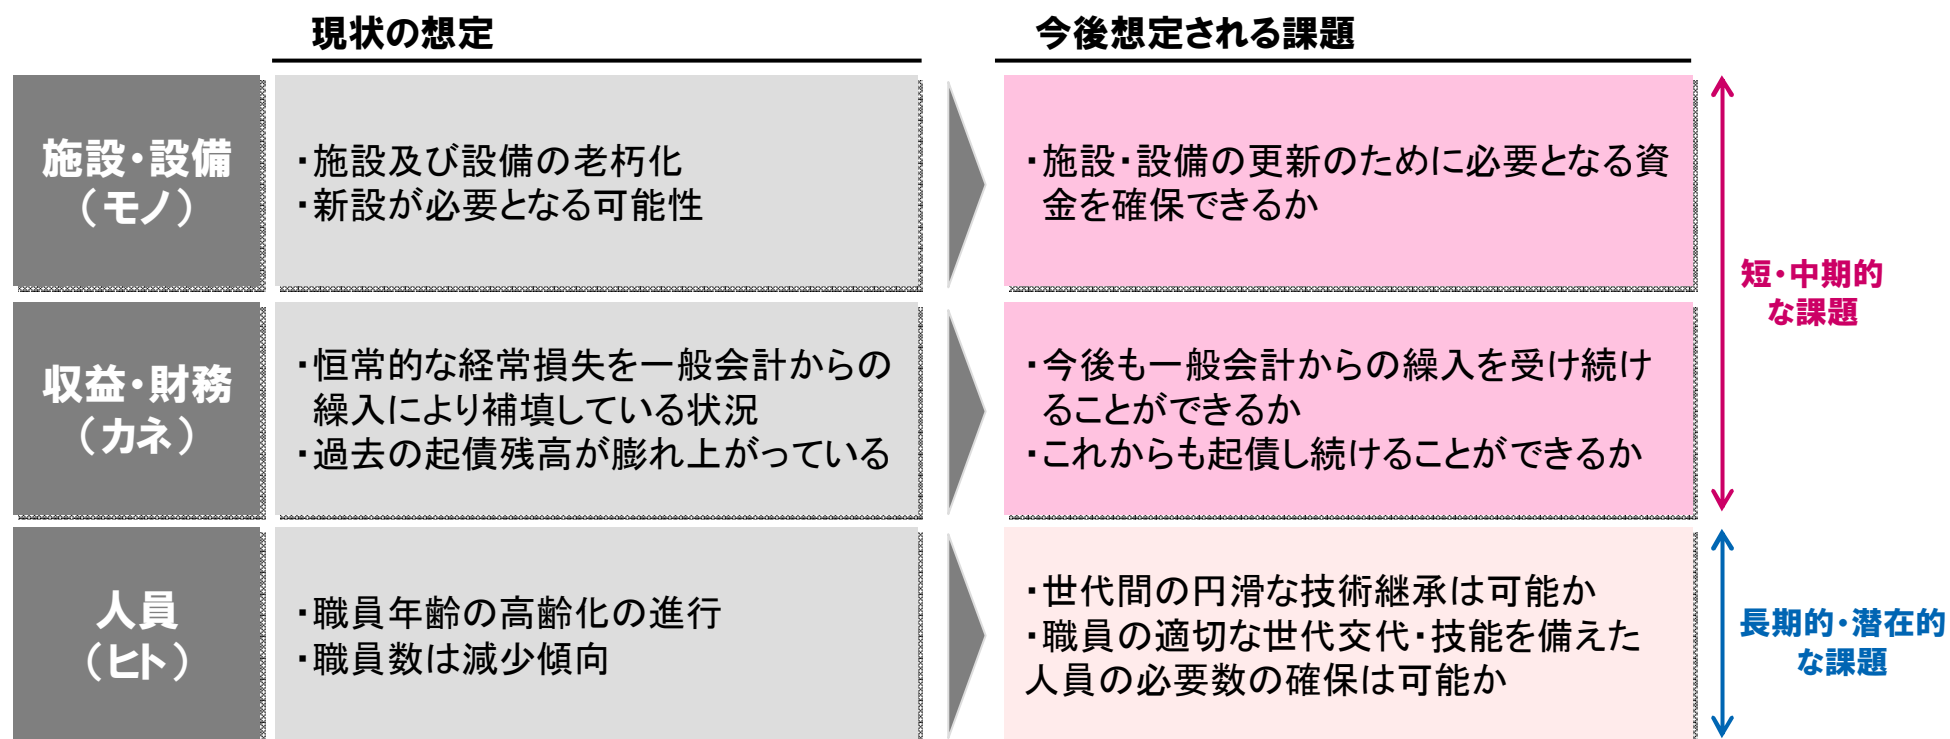 現状の想定
今後想定される課題
施設・設備
（モノ）
・施設及び設備の老朽化
・新設が必要となる可能性
・施設・設備の更新のために必要となる資
金を確保できるか
収益・財務
（カネ）
・恒常的な経常損失を一般会計からの
繰入により補填している状況
・過去の起債残高が膨れ上がっている
・今後も一般会計からの繰入を受け続け
ることができるか
・これからも起債し続けることができるか
短・中期的
な課題
人員
（ヒト）
・職員年齢の高齢化の進行
・職員数は減少傾向
・世代間の円滑な技術継承は可能か
・職員の適切な世代交代・技能を備えた
人員の必要数の確保は可能か
長期的・潜在的
な課題